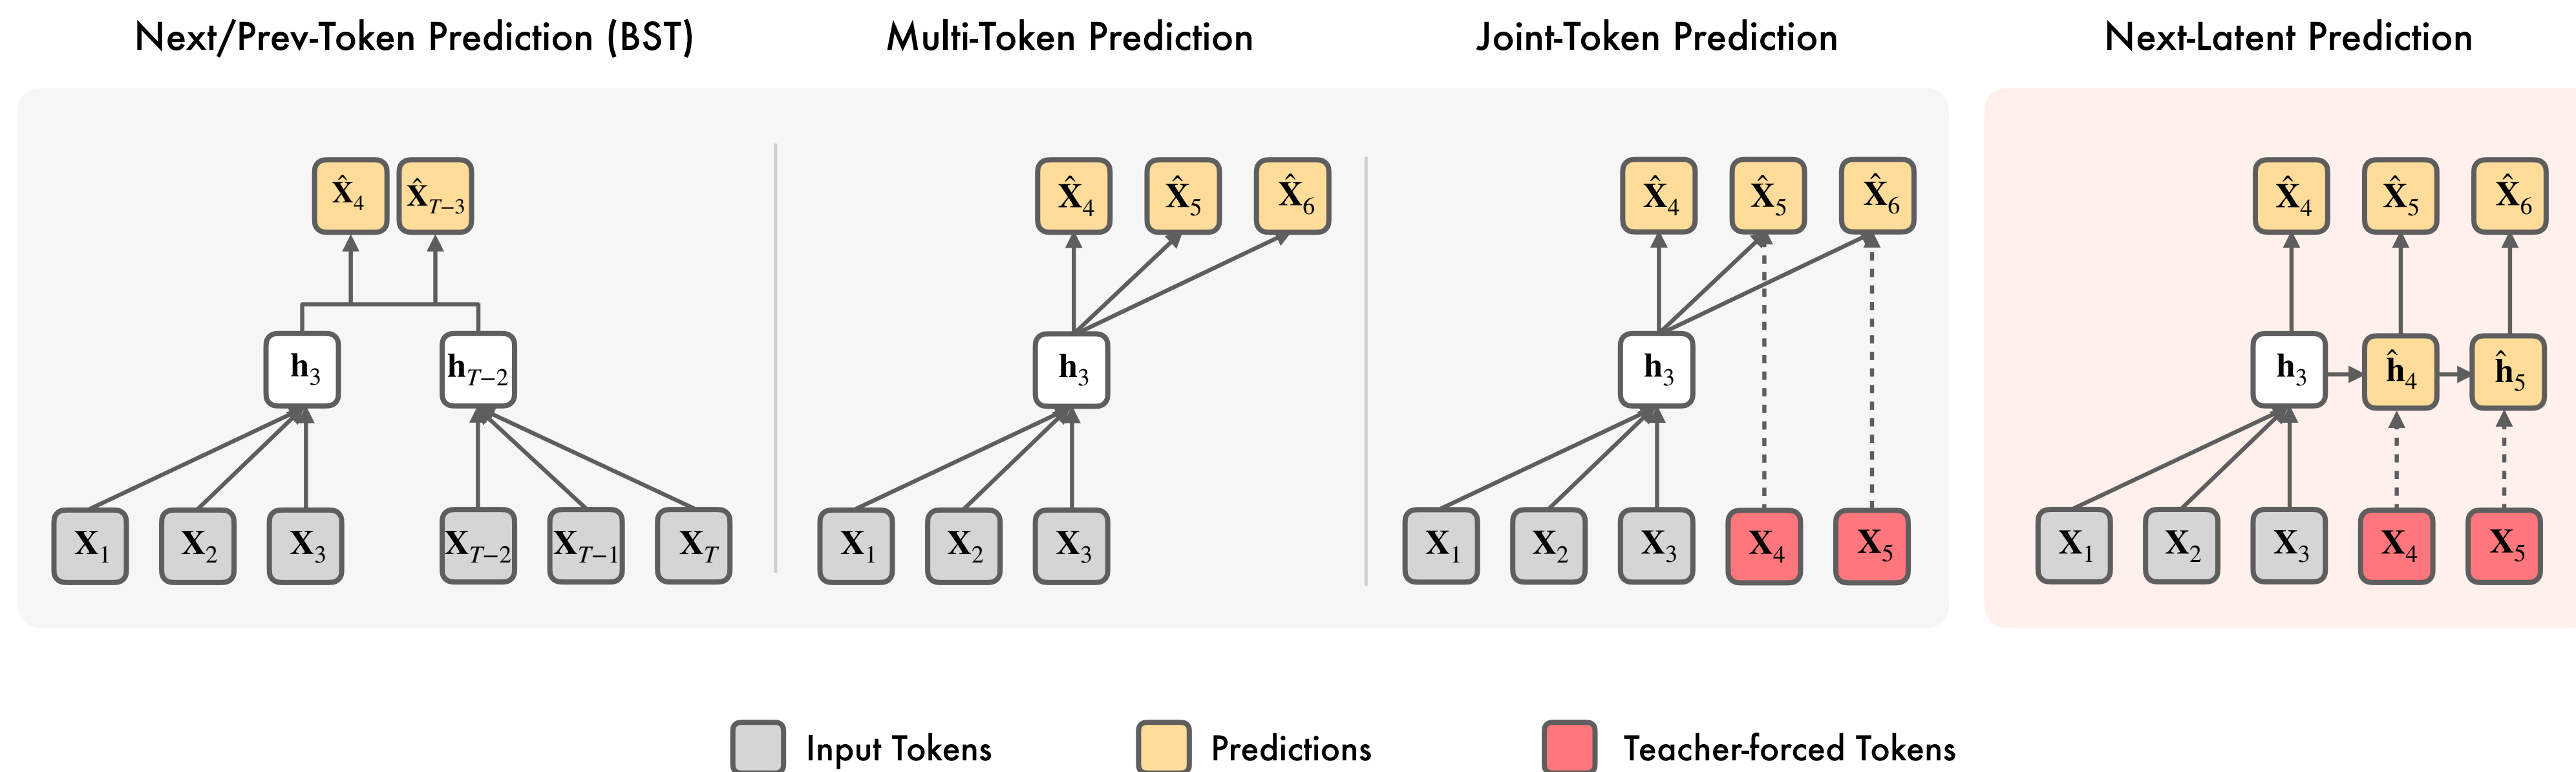 Next/Prev-Token Prediction (BST) Multi-Token Prediction Joint-Token Prediction Next-Latent Prediction
X̂4 X̂T−3 X̂4 X̂5 X̂6 X̂4 X̂5 X̂6 X̂4 X̂5 X̂6
h3 hT−2 h3 h3 h3 ĥ4 ĥ5
X1 X2 X3 XT−2 XT−1 XT X1 X2 X3 X1 X2 X3 X4 X5 X1 X2 X3 X4 X5
Input Tokens Predictions Teacher-forced Tokens